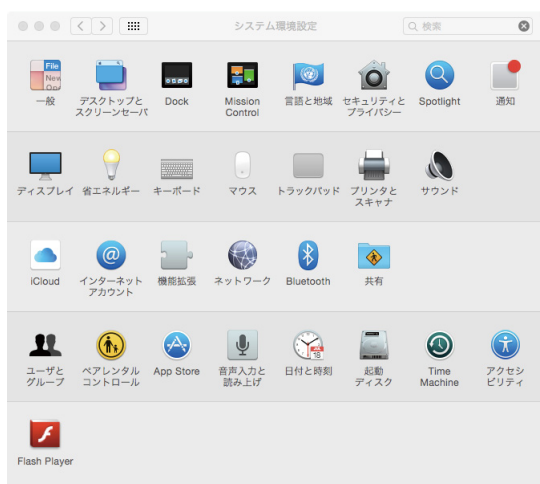 システム環境設定
検索
File
New
一般
デスクトップと
スクリーンセーバ
Dock
Mission
Control
言語と地域
セキュリティと
プライバシー
Spotlight
通知
ディスプレイ
省エネルギー
キーボード
マウス
トラックパッド
プリンタと
スキャナ
サウンド
iCloud
@
インターネット
アカウント
機能拡張
ネットワーク
Bluetooth
共有
ユーザと
グループ
ペアレンタル
コントロール
App Store
音声入力と
読み上げ
18
日付と時刻
起動
ディスク
Time
Machine
アクセシ
ビリティ
Flash Player